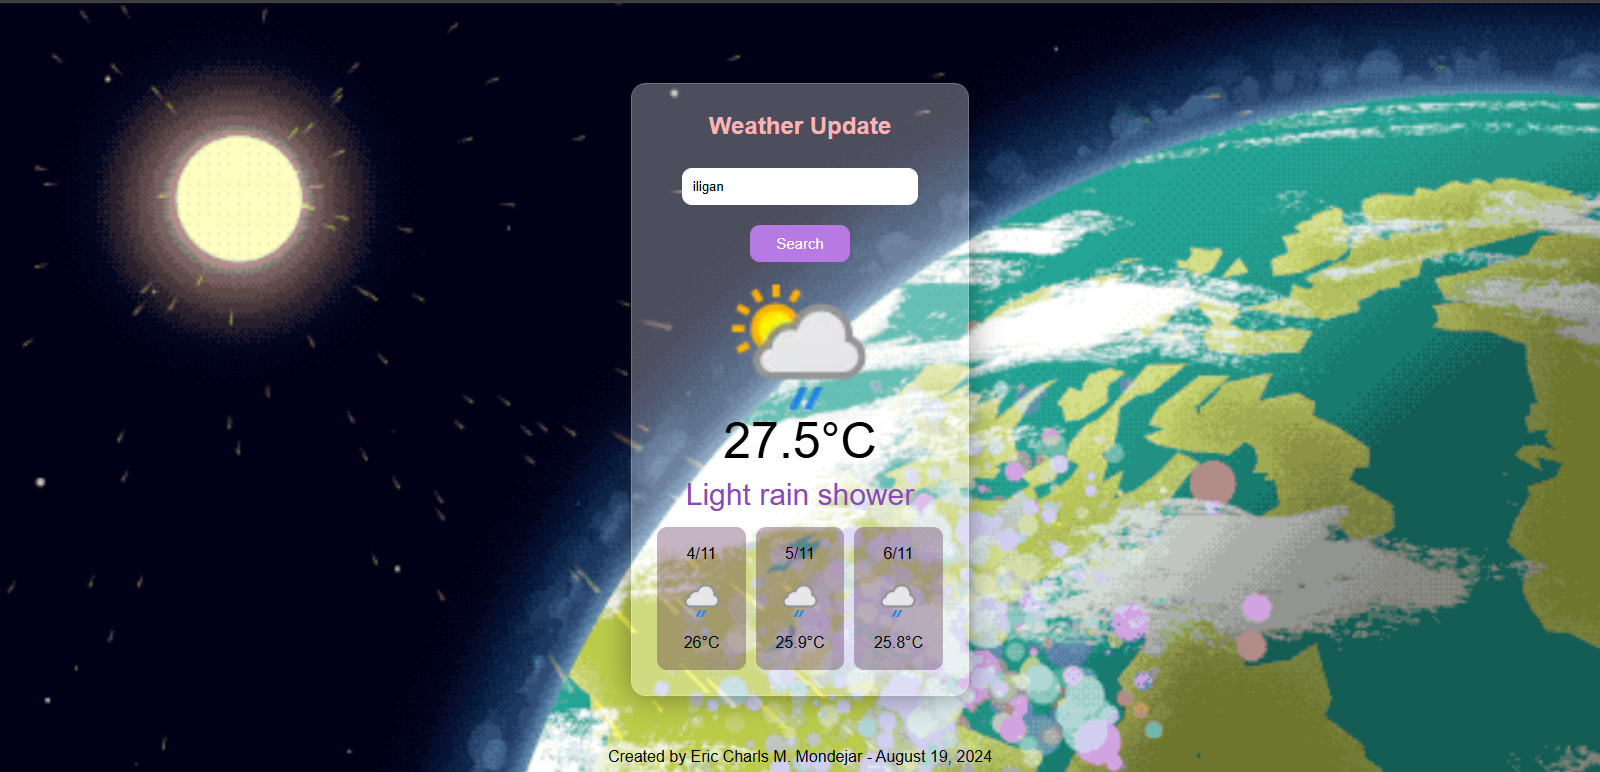 Weather Update
iligan
Search
27.5°C
Light rain shower
4/11 5/11 6/11
26°C 25.9°C 25.8°C
Created by Eric Charls M. Mondejar - August 19, 2024